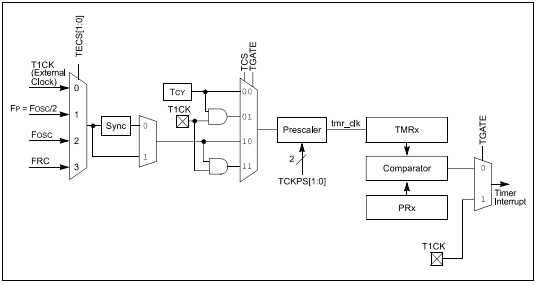 TECS[1:0]
T1CK
(External
Clock)
0
FP = FOSC/2
1
FOSC
2
FRC
3
Sync
0
1
TCY
T1CK
TCS
TGATE
00
01
10
11
Prescaler
2
TCKPS[1:0]
tmr_clk
TMRx
Comparator
PRx
TGATE
0
1
Timer
Interrupt
T1CK